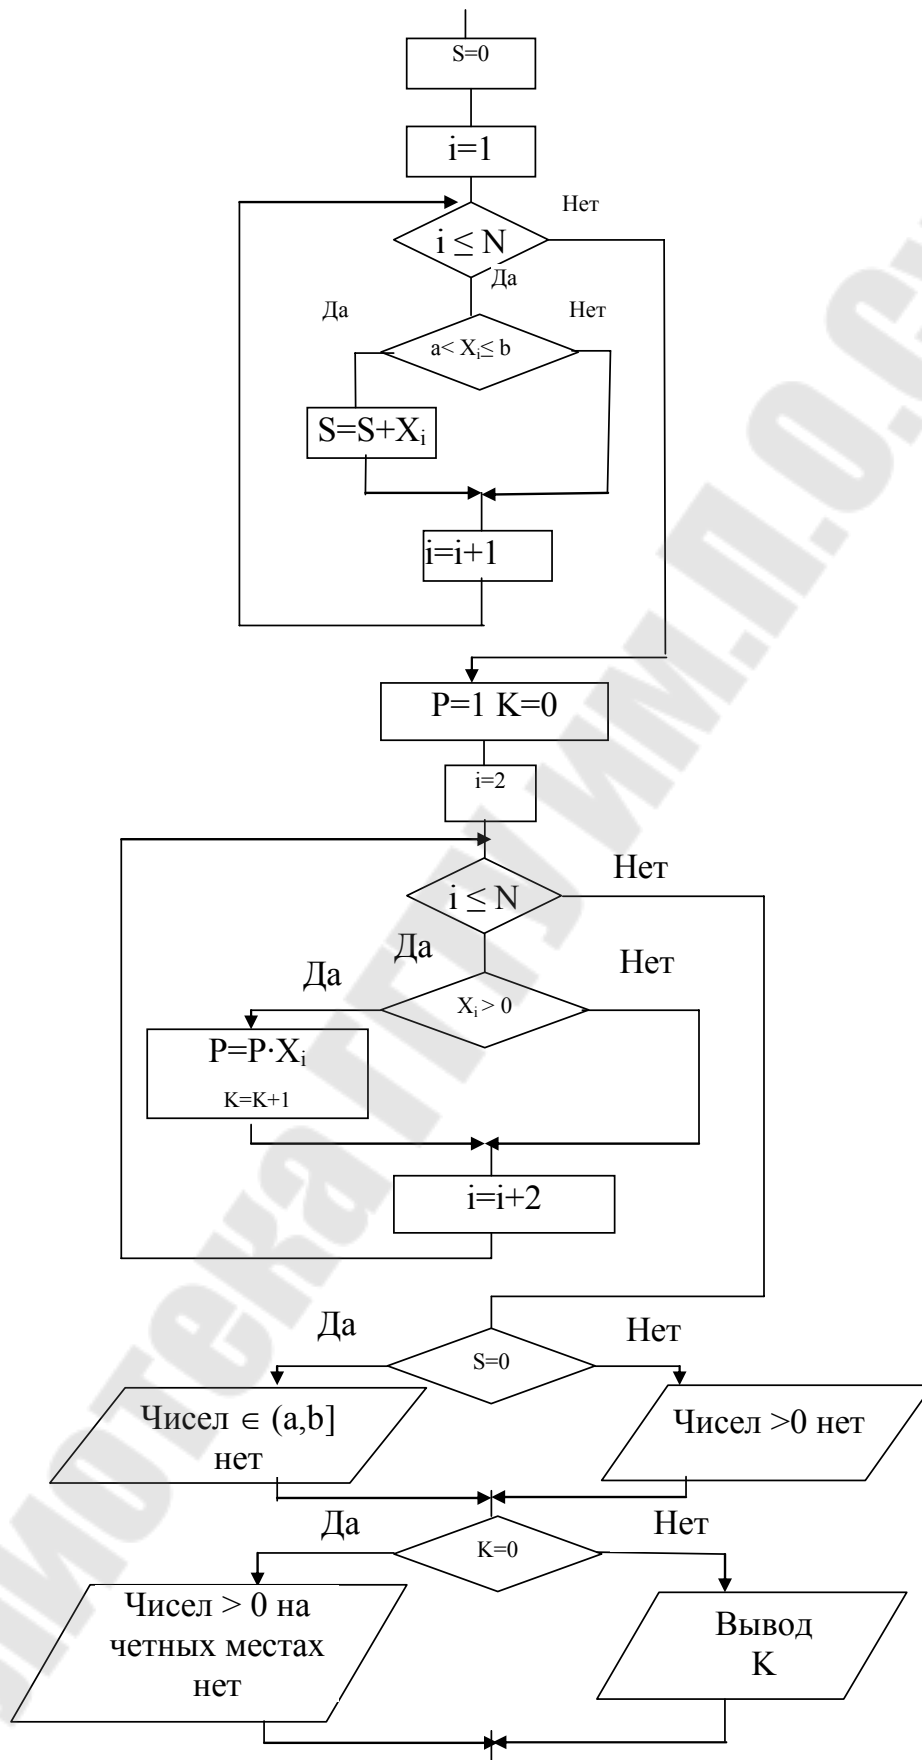 S=0
i=1
Нет
i ≤ N
Да
Да
Нет
a< Xᵢ≤ b
S=S+Xᵢ
i=i+1
P=1 K=0
i=2
Нет
i ≤ N
Да
Да
Нет
Xᵢ > 0
P=P·Xᵢ
K=K+1
i=i+2
Да
Нет
S=0
Чисел ∈ (a,b]
нет
Чисел >0 нет
Да
Нет
K=0
Чисел > 0 на
четных местах
нет
Вывод
K